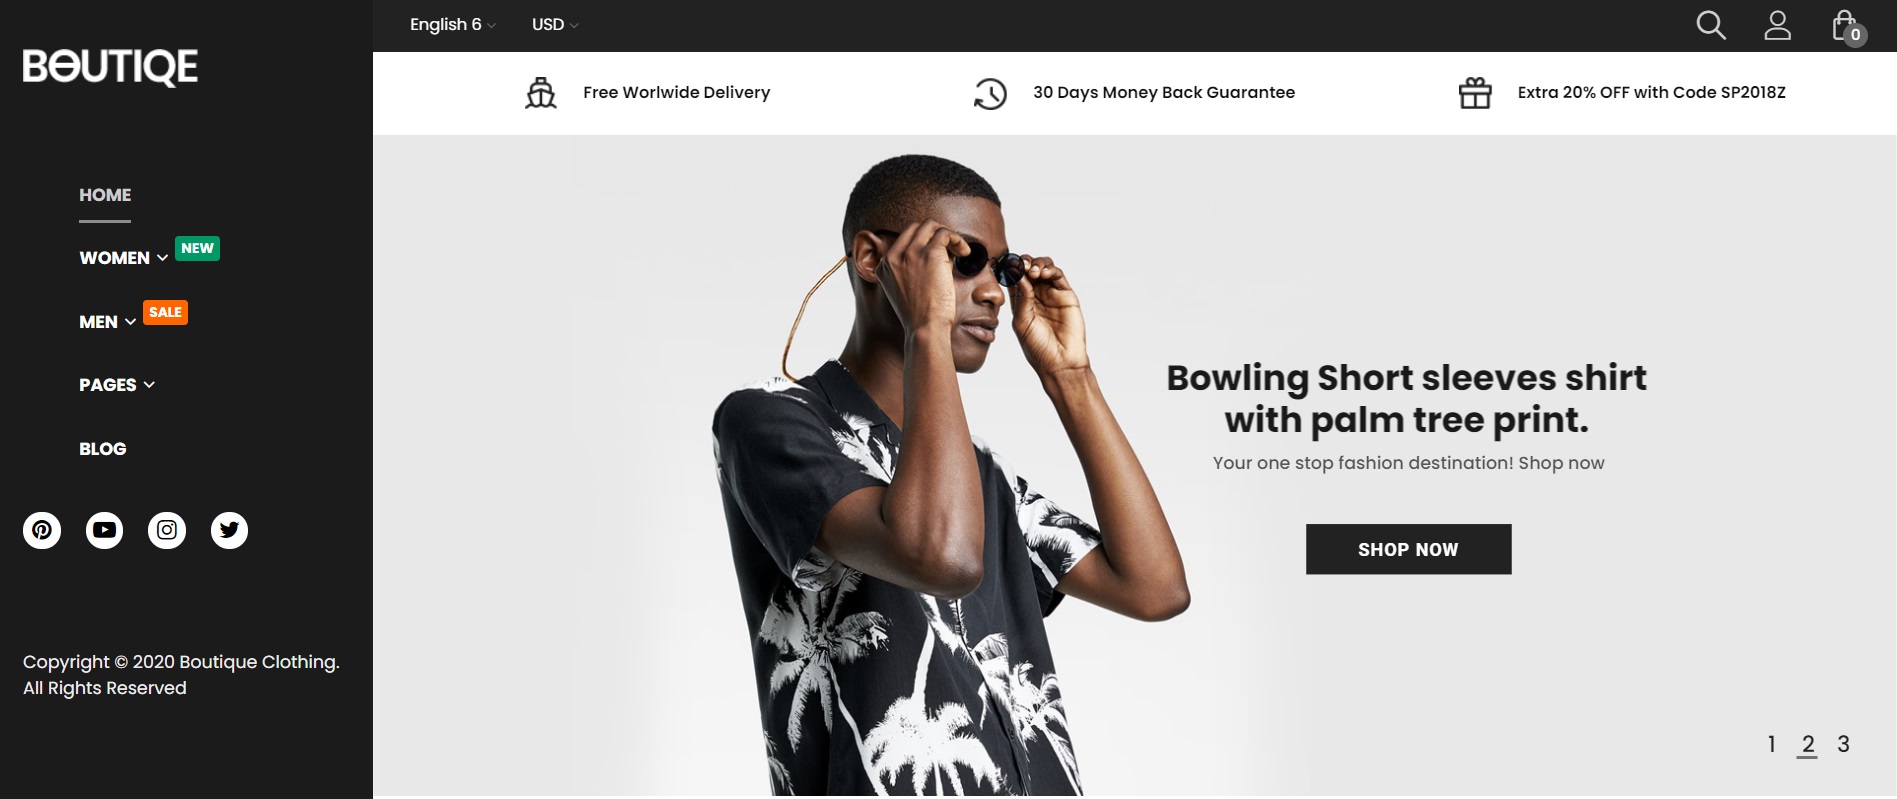 BOUTIQE
HOME
WOMEN NEW
MEN SALE
PAGES
BLOG
Copyright © 2020 Boutique Clothing.
All Rights Reserved
English 6 USD
0
Free Worlwide Delivery
30 Days Money Back Guarantee
Extra 20% OFF with Code SP2018Z
Bowling Short sleeves shirt
with palm tree print.
Your one stop fashion destination! Shop now
SHOP NOW
1 2 3